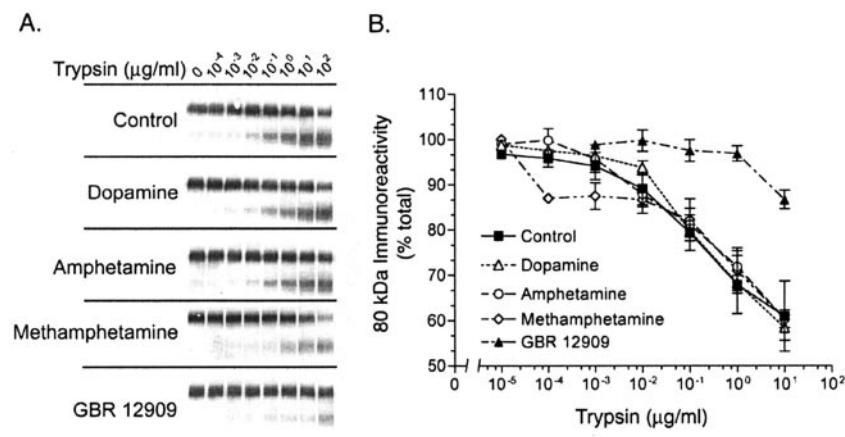 A.
Trypsin (μg/ml) 0 10⁻⁴ 10⁻³ 10⁻² 10⁻¹ 10⁰ 10¹ 10²
Control
Dopamine
Amphetamine
Methamphetamine
GBR 12909
B.
80 kDa Immunoreactivity
(% total)
110
100
90
80
70
60
50
Control
Dopamine
Amphetamine
Methamphetamine
GBR 12909
0 10⁻⁵ 10⁻⁴ 10⁻³ 10⁻² 10⁻¹ 10⁰ 10¹ 10²
Trypsin (μg/ml)